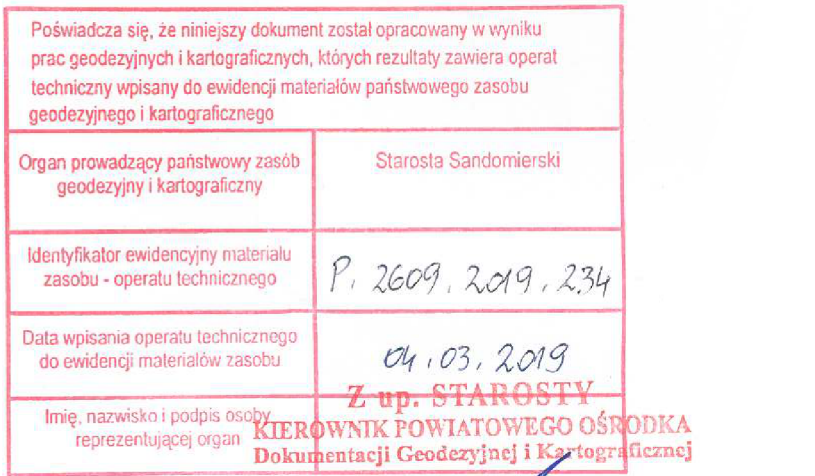 Poświadcza się, że niniejszy dokument został opracowany w wyniku
prac geodezyjnych i kartograficznych, których rezultaty zawiera operat
techniczny wpisany do ewidencji materiałów państwowego zasobu
geodezyjnego i kartograficznego
Organ prowadzący państwowy zasób
geodezyjny i kartograficzny
Starosta Sandomierski
Identyfikator ewidencyjny materiału
zasobu - operatu technicznego
P. 2609. 2019. 234
Data wpisania operatu technicznego
do ewidencji materiałów zasobu
04.03.2019
Imię, nazwisko i podpis osoby
reprezentującej organ
Z up. STAROSTY
KIEROWNIK POWIATOWEGO OŚRODKA
Dokumentacji Geodezyjnej i Kartograficznej